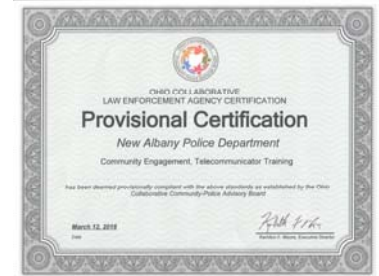 OHIO COLLABORATIVE
LAW ENFORCEMENT AGENCY CERTIFICATION
Provisional Certification
New Albany Police Department
Community Engagement, Telecommunicator Training
has been deemed provisionally compliant with the above standards as established by the Ohio
Collaborative Community-Police Advisory Board
March 12, 2018
Date
Executive Director